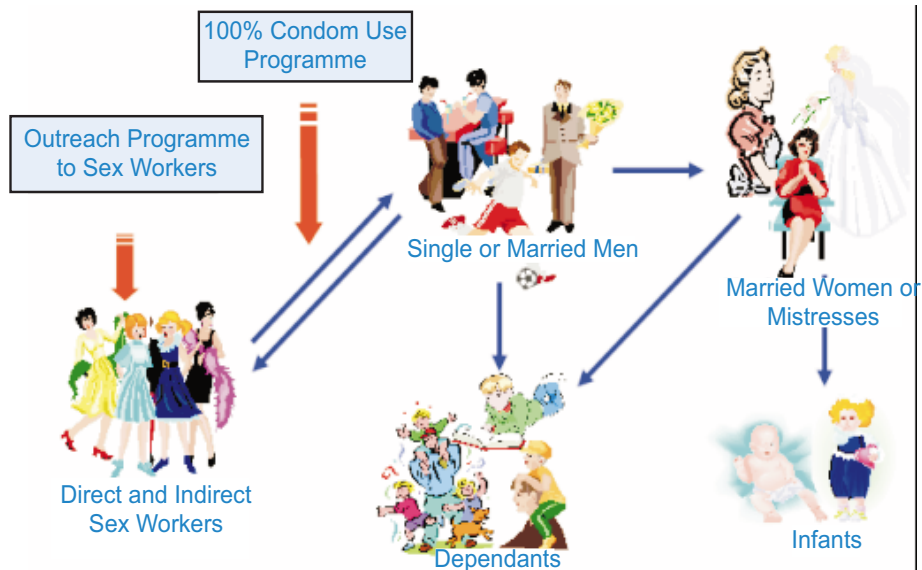 100% Condom Use
Programme
Outreach Programme
to Sex Workers
Single or Married Men
Married Women or
Mistresses
Direct and Indirect
Sex Workers
Dependants
Infants